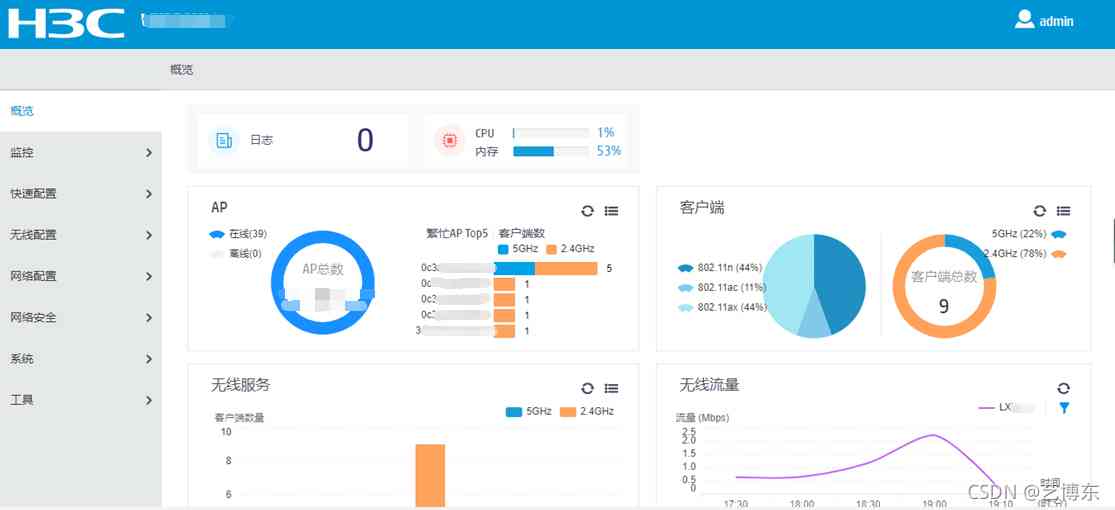 H3C
admin
概览
概览
监控
快速配置
无线配置
网络配置
网络安全
系统
工具
日志 0
CPU 1%
内存 53%
AP
在线(39)
离线(0)
AP总数
繁忙AP Top5 客户端数
5GHz 2.4GHz
0c3 5
0c 1
0c 1
0c 1
3 1
客户端
802.11n (44%)
802.11ac (11%)
802.11ax (44%)
5GHz (22%)
2.4GHz (78%)
客户端总数
9
无线服务
5GHz 2.4GHz
客户端数量
10
8
6
无线流量
LX
流量 (Mbps)
2.5
2.0
1.5
1.0
0.5
0
17:30 18:00 18:30 19:00 19:10
时间
(时:分)
CSDN @艺博东